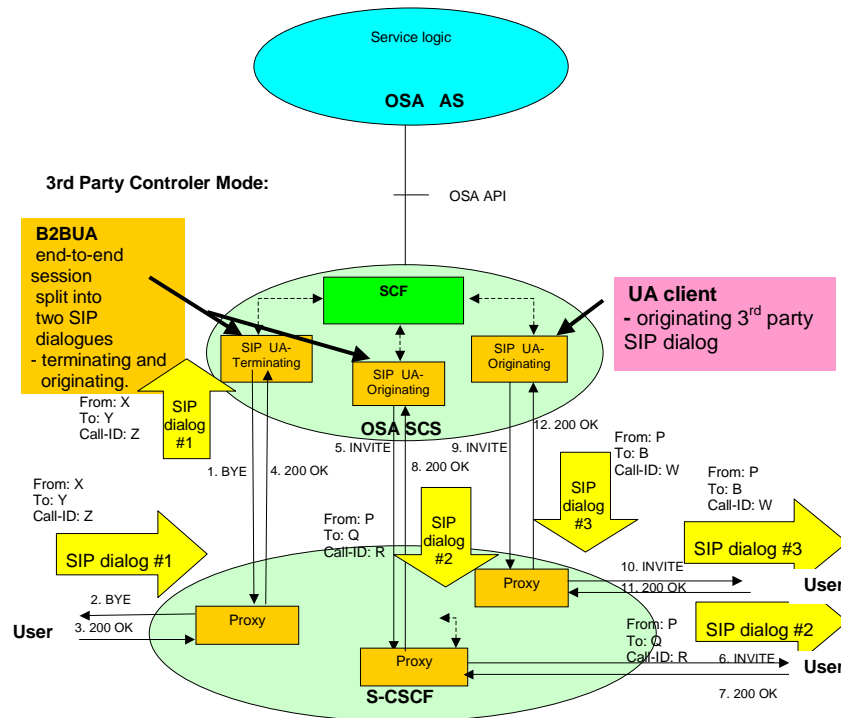 Service logic
OSA AS
3rd Party Controler Mode:
OSA API
B2BUA
end-to-end
session
split into
two SIP
dialogues
- terminating and
originating.
SCF
UA client
- originating 3rd party
SIP dialog
SIP UA-
Terminating
SIP UA-
Originating
SIP UA-
Originating
OSA SCS
From: X
To: Y
Call-ID: Z
SIP
dialog
#1
1. BYE
4. 200 OK
5. INVITE
8. 200 OK
9. INVITE
12. 200 OK
From: X
To: Y
Call-ID: Z
SIP dialog #1
From: P
To: Q
Call-ID: R
SIP
dialog
#2
SIP
dialog
#3
From: P
To: B
Call-ID: W
From: P
To: B
Call-ID: W
SIP dialog #3
10. INVITE
11. 200 OK
User
Proxy
2. BYE
3. 200 OK
User
Proxy
Proxy
From: P
To: Q
Call-ID: R
SIP dialog #2
6. INVITE
7. 200 OK
User
S-CSCF